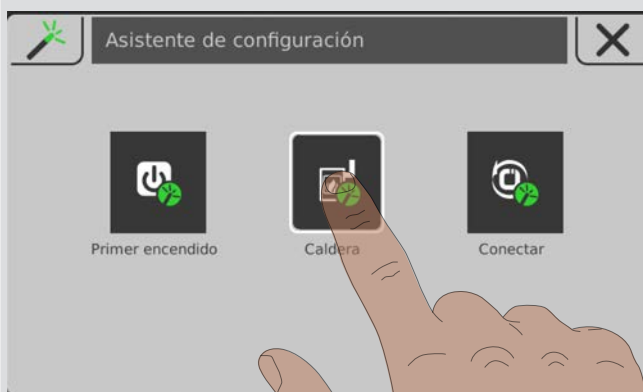 Asistente de configuración
Primer encendido
Caldera
Conectar